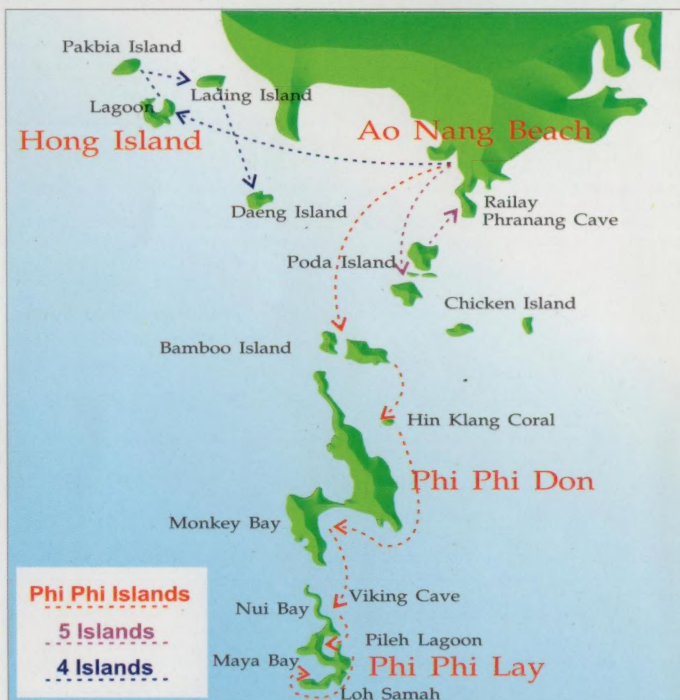 Pakbia Island
Lading Island
Lagoon
Hong Island
Ao Nang Beach
Daeng Island
Railay
Phranang Cave
Poda Island
Chicken Island
Bamboo Island
Hin Klang Coral
Phi Phi Don
Monkey Bay
Viking Cave
Nui Bay
Pileh Lagoon
Maya Bay
Phi Phi Lay
Loh Samah
Phi Phi Islands
5 Islands
4 Islands